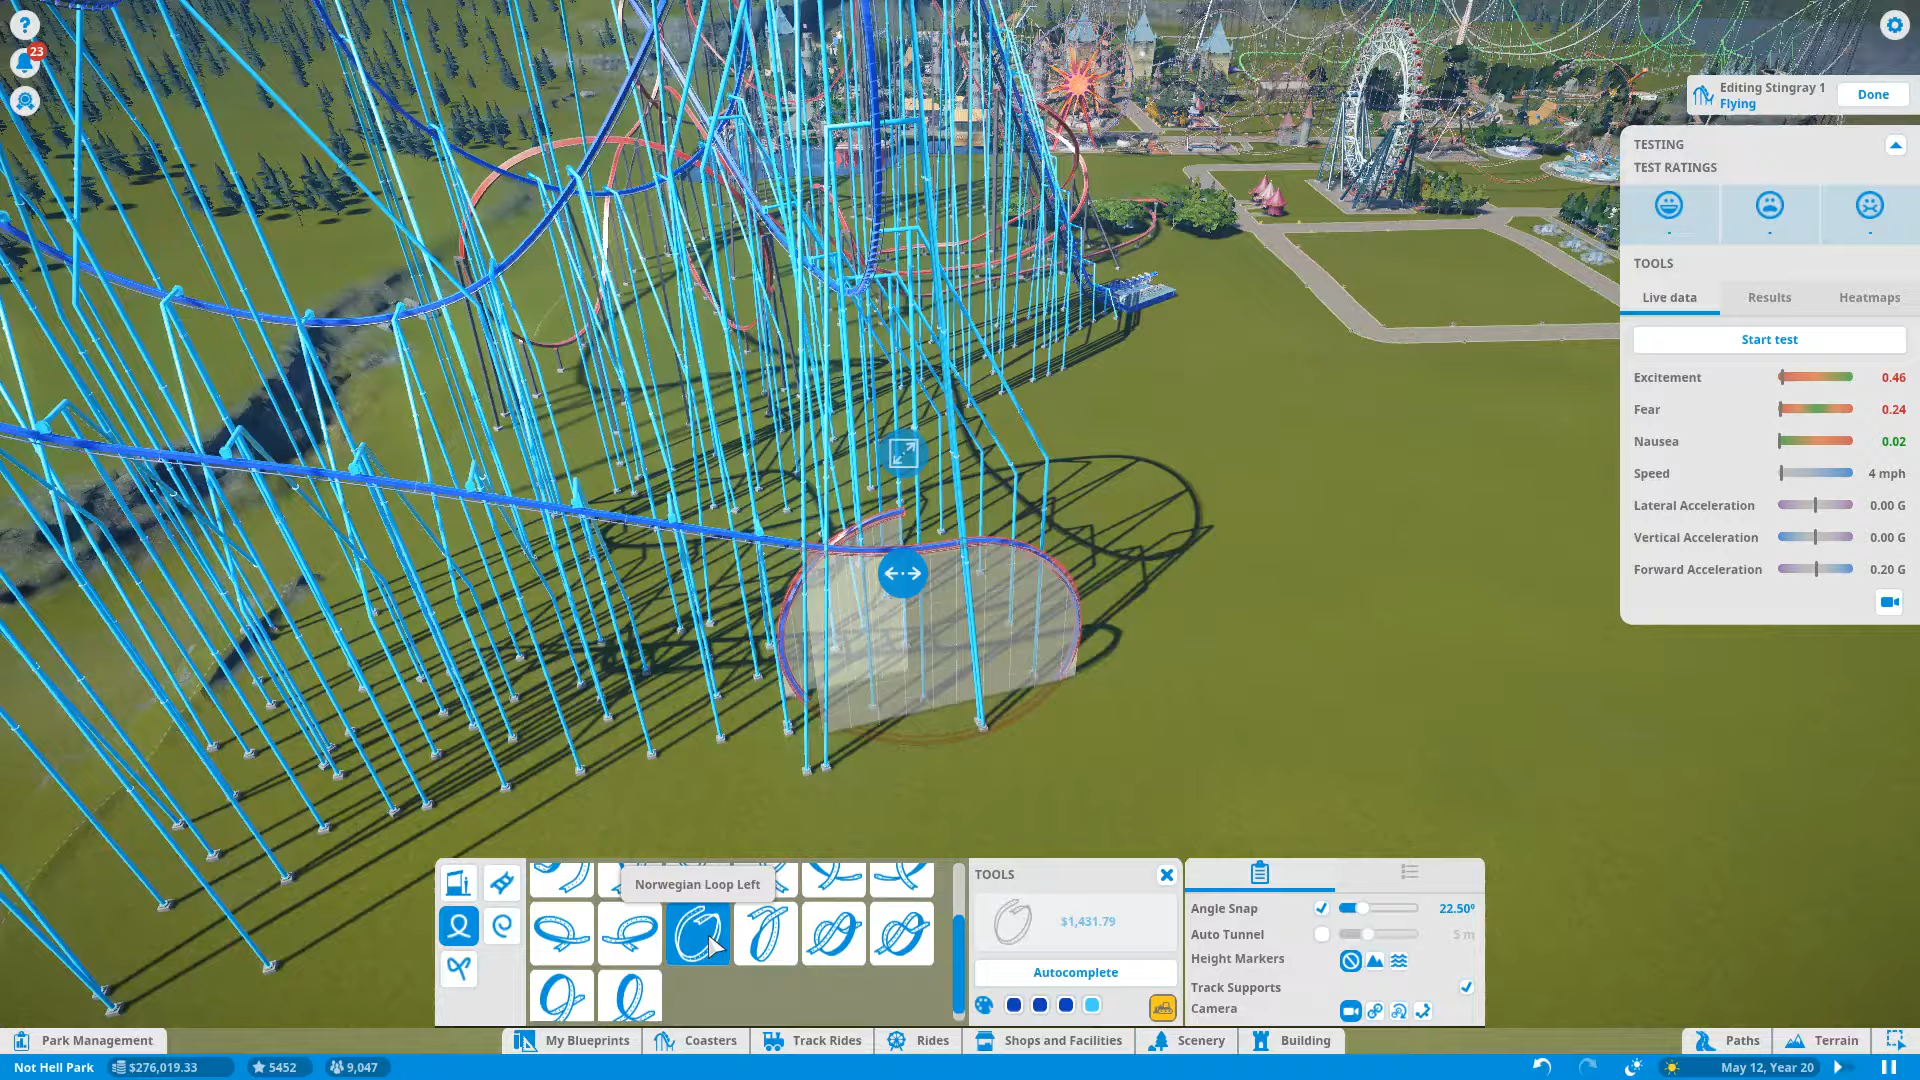 ?
23
Editing Stingray 1
Flying
Done
TESTING
TEST RATINGS
-
-
-
TOOLS
Live data
Results
Heatmaps
Start test
Excitement
0.46
Fear
0.24
Nausea
0.02
Speed
4 mph
Lateral Acceleration
0.00 G
Vertical Acceleration
0.00 G
Forward Acceleration
0.20 G
Norwegian Loop Left
TOOLS
$1,431.79
Autocomplete
Angle Snap
22.50°
Auto Tunnel
5 m
Height Markers
Track Supports
Camera
Park Management
My Blueprints
Coasters
Track Rides
Rides
Shops and Facilities
Scenery
Building
Paths
Terrain
Not Hell Park
$276,019.33
5452
9,047
May 12, Year 20